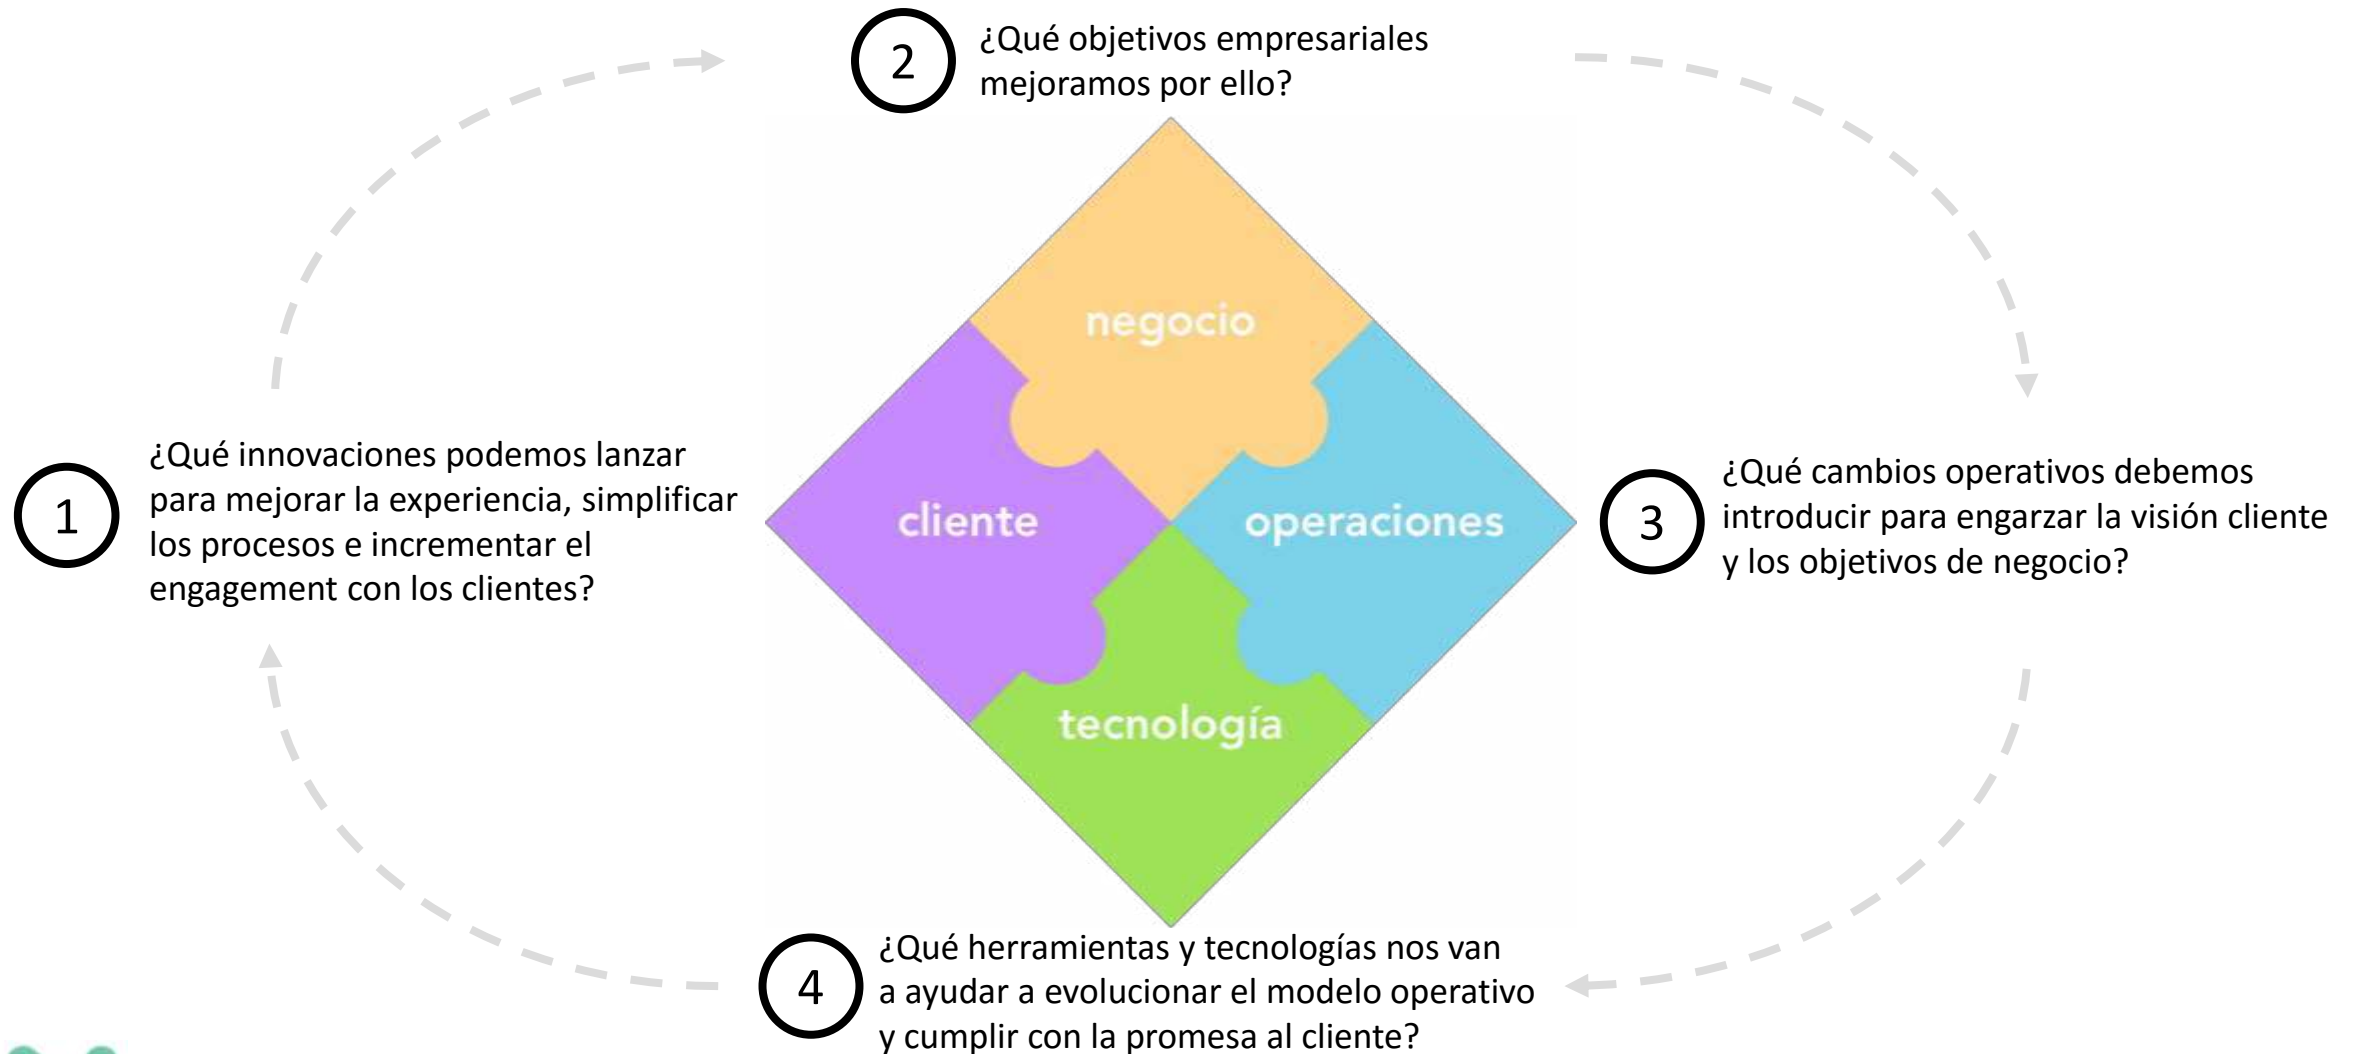 2
¿Qué objetivos empresariales
mejoramos por ello?
negocio
1
¿Qué innovaciones podemos lanzar
para mejorar la experiencia, simplificar
los procesos e incrementar el
engagement con los clientes?
cliente
operaciones
3
¿Qué cambios operativos debemos
introducir para engarzar la visión cliente
y los objetivos de negocio?
tecnología
4
¿Qué herramientas y tecnologías nos van
a ayudar a evolucionar el modelo operativo
y cumplir con la promesa al cliente?